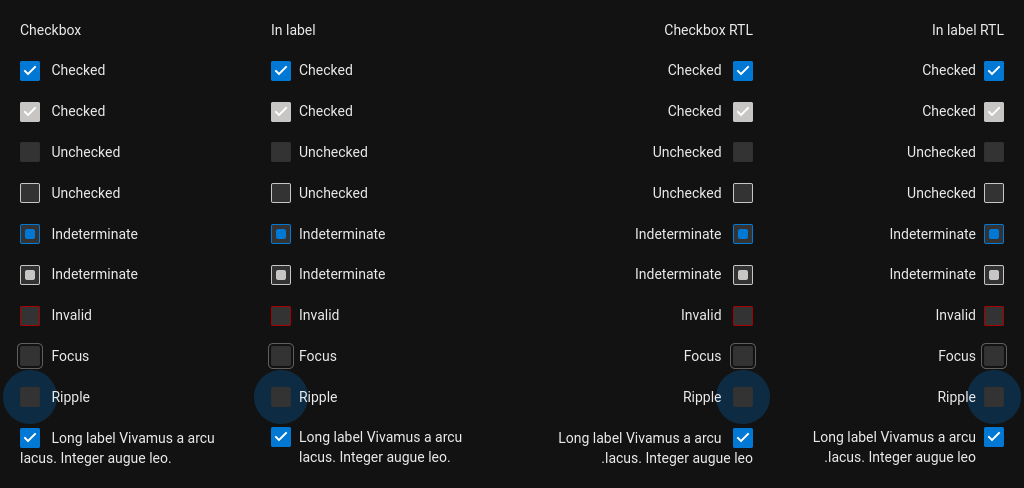 Checkbox In label Checkbox RTL In label RTL
Checked Checked Checked Checked
Checked Checked Checked Checked
Unchecked Unchecked Unchecked Unchecked
Unchecked Unchecked Unchecked Unchecked
Indeterminate Indeterminate Indeterminate Indeterminate
Indeterminate Indeterminate Indeterminate Indeterminate
Invalid Invalid Invalid Invalid
Focus Focus Focus Focus
Ripple Ripple Ripple Ripple
Long label Vivamus a arcu Long label Vivamus a arcu Long label Vivamus a arcu Long label Vivamus a arcu
lacus. Integer augue leo. lacus. Integer augue leo. .lacus. Integer augue leo .lacus. Integer augue leo